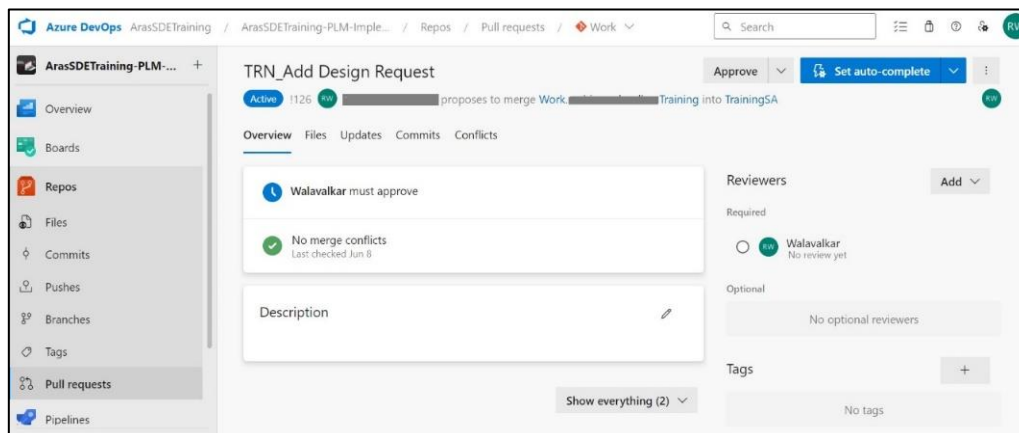 Azure DevOps ArasSDETraining / ArasSDETraining-PLM-Imple... / Repos / Pull requests / Work Search RW
ArasSDETraining-PLM-... +
Overview
Boards
Repos
Files
Commits
Pushes
Branches
Tags
Pull requests
Pipelines
TRN_Add Design Request Approve Set auto-complete
Active !126 RW proposes to merge Work. Training into TrainingSA RW
Overview Files Updates Commits Conflicts
Walavalkar must approve
No merge conflicts
Last checked Jun 8
Description
Show everything (2)
Reviewers Add
Required
RW Walavalkar
No review yet
Optional
No optional reviewers
Tags +
No tags